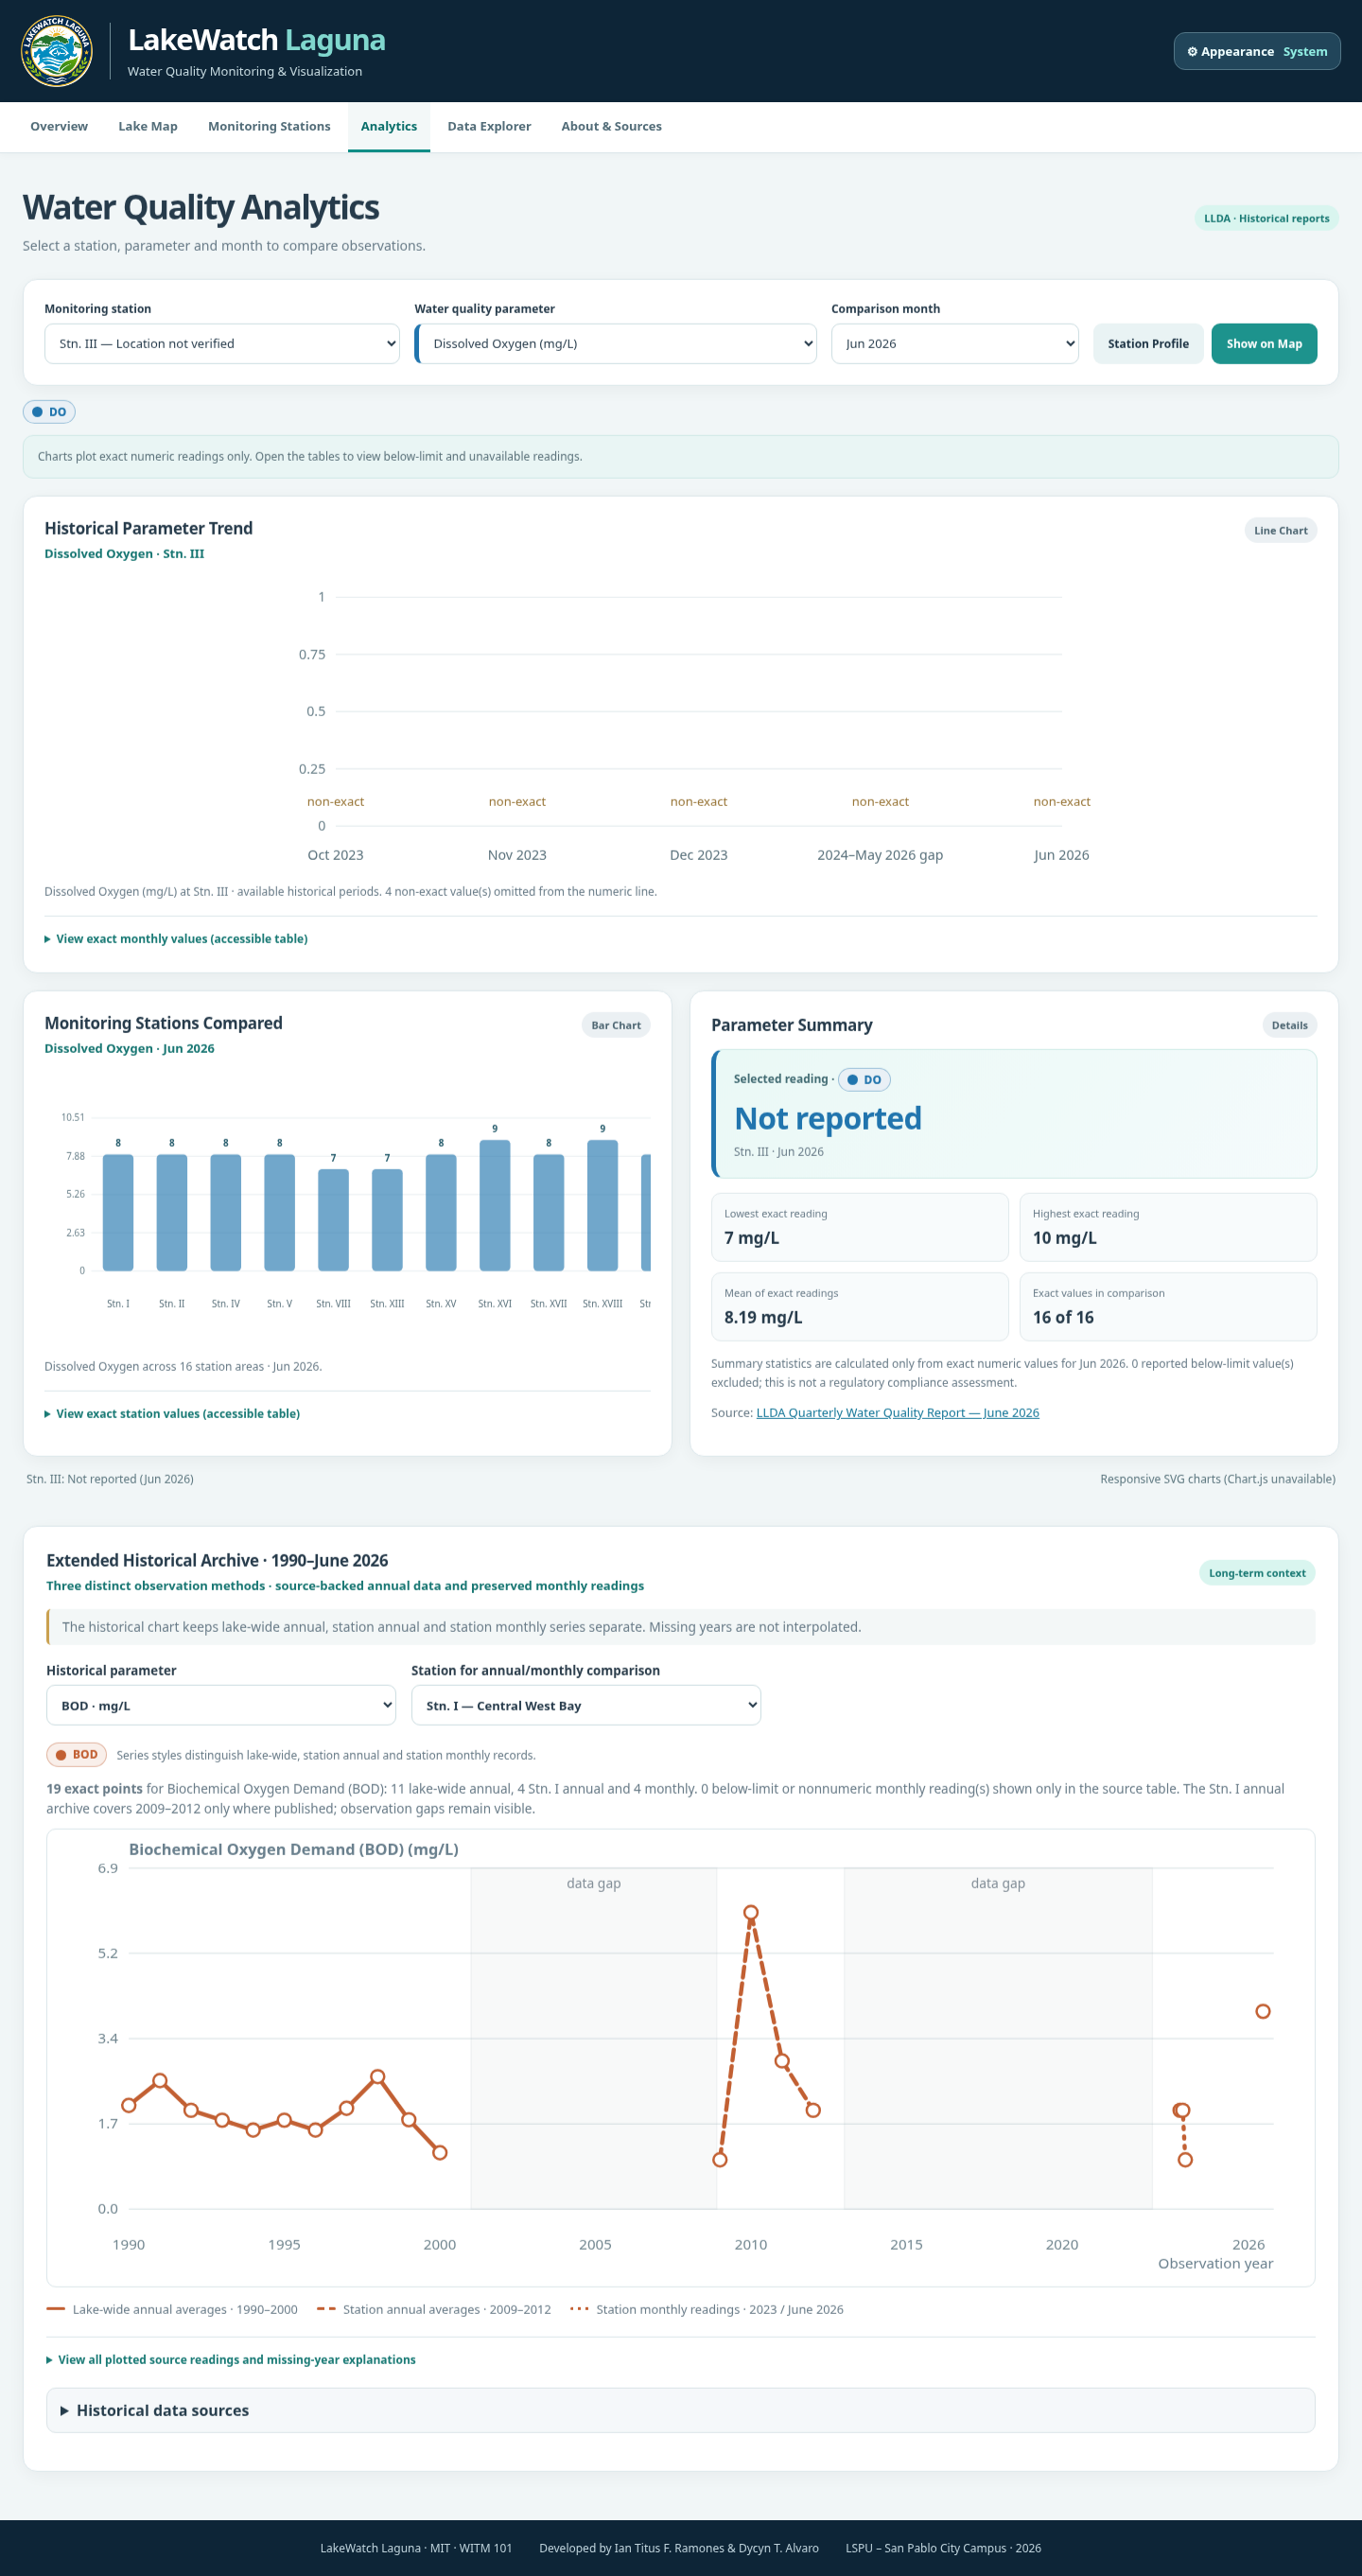 LAKEWATCH LAGUNA
LakeWatch Laguna
Water Quality Monitoring & Visualization
⚙ Appearance System
Overview Lake Map Monitoring Stations Analytics Data Explorer About & Sources
Water Quality Analytics
LLDA · Historical reports
Select a station, parameter and month to compare observations.
Monitoring station Water quality parameter Comparison month
Stn. III — Location not verified Dissolved Oxygen (mg/L) Jun 2026 Station Profile Show on Map
DO
Charts plot exact numeric readings only. Open the tables to view below-limit and unavailable readings.
Historical Parameter Trend
Line Chart
Dissolved Oxygen · Stn. III
1
0.75
0.5
0.25
non-exact non-exact non-exact non-exact non-exact
0
Oct 2023 Nov 2023 Dec 2023 2024–May 2026 gap Jun 2026
Dissolved Oxygen (mg/L) at Stn. III · available historical periods. 4 non-exact value(s) omitted from the numeric line.
▶ View exact monthly values (accessible table)
Monitoring Stations Compared
Bar Chart
Dissolved Oxygen · Jun 2026
10.51
8 8 8 8 7 7 8 9 8 9
7.88
5.26
2.63
0
Stn. I Stn. II Stn. IV Stn. V Stn. VIII Stn. XIII Stn. XV Stn. XVI Stn. XVII Stn. XVIII
Dissolved Oxygen across 16 station areas · Jun 2026.
▶ View exact station values (accessible table)
Parameter Summary
Details
Selected reading · DO
Not reported
Stn. III · Jun 2026
Lowest exact reading Highest exact reading
7 mg/L 10 mg/L
Mean of exact readings Exact values in comparison
8.19 mg/L 16 of 16
Summary statistics are calculated only from exact numeric values for Jun 2026. 0 reported below-limit value(s)
excluded; this is not a regulatory compliance assessment.
Source: LLDA Quarterly Water Quality Report — June 2026
Stn. III: Not reported (Jun 2026) Responsive SVG charts (Chart.js unavailable)
Extended Historical Archive · 1990–June 2026
Long-term context
Three distinct observation methods · source-backed annual data and preserved monthly readings
The historical chart keeps lake-wide annual, station annual and station monthly series separate. Missing years are not interpolated.
Historical parameter Station for annual/monthly comparison
BOD · mg/L Stn. I — Central West Bay
BOD Series styles distinguish lake-wide, station annual and station monthly records.
19 exact points for Biochemical Oxygen Demand (BOD): 11 lake-wide annual, 4 Stn. I annual and 4 monthly. 0 below-limit or nonnumeric monthly reading(s) shown only in the source table. The Stn. I annual
archive covers 2009–2012 only where published; observation gaps remain visible.
Biochemical Oxygen Demand (BOD) (mg/L)
6.9
data gap data gap
5.2
3.4
1.7
0.0
1990 1995 2000 2005 2010 2015 2020 2026
Observation year
Lake-wide annual averages · 1990–2000 Station annual averages · 2009–2012 Station monthly readings · 2023 / June 2026
▶ View all plotted source readings and missing-year explanations
▶ Historical data sources
LakeWatch Laguna · MIT · WITM 101 Developed by Ian Titus F. Ramones & Dycyn T. Alvaro LSPU – San Pablo City Campus · 2026